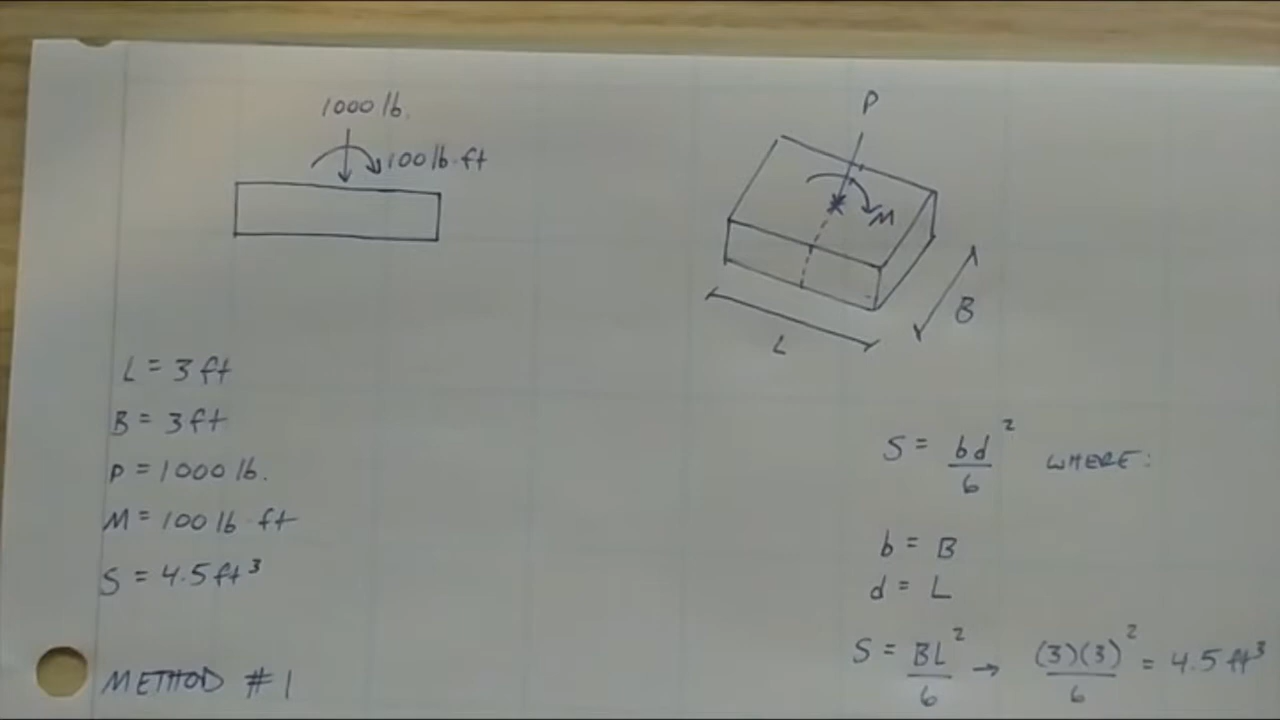 1000 lb.
100 lb·ft
P
M
L
B
L = 3 ft
B = 3 ft
P = 1000 lb.
M = 100 lb ft
S = 4.5 ft³
METHOD #1
S = bd²/6 WHERE:
b = B
d = L
S = BL²/6 → (3)(3)²/6 = 4.5 ft³